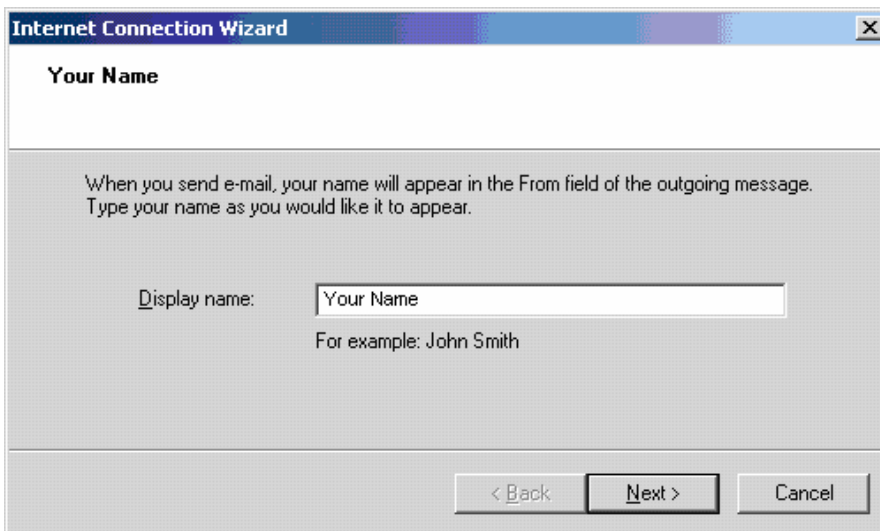 Internet Connection Wizard
Your Name
When you send e-mail, your name will appear in the From field of the outgoing message.
Type your name as you would like it to appear.
Display name:
Your Name
For example: John Smith
< Back
Next >
Cancel